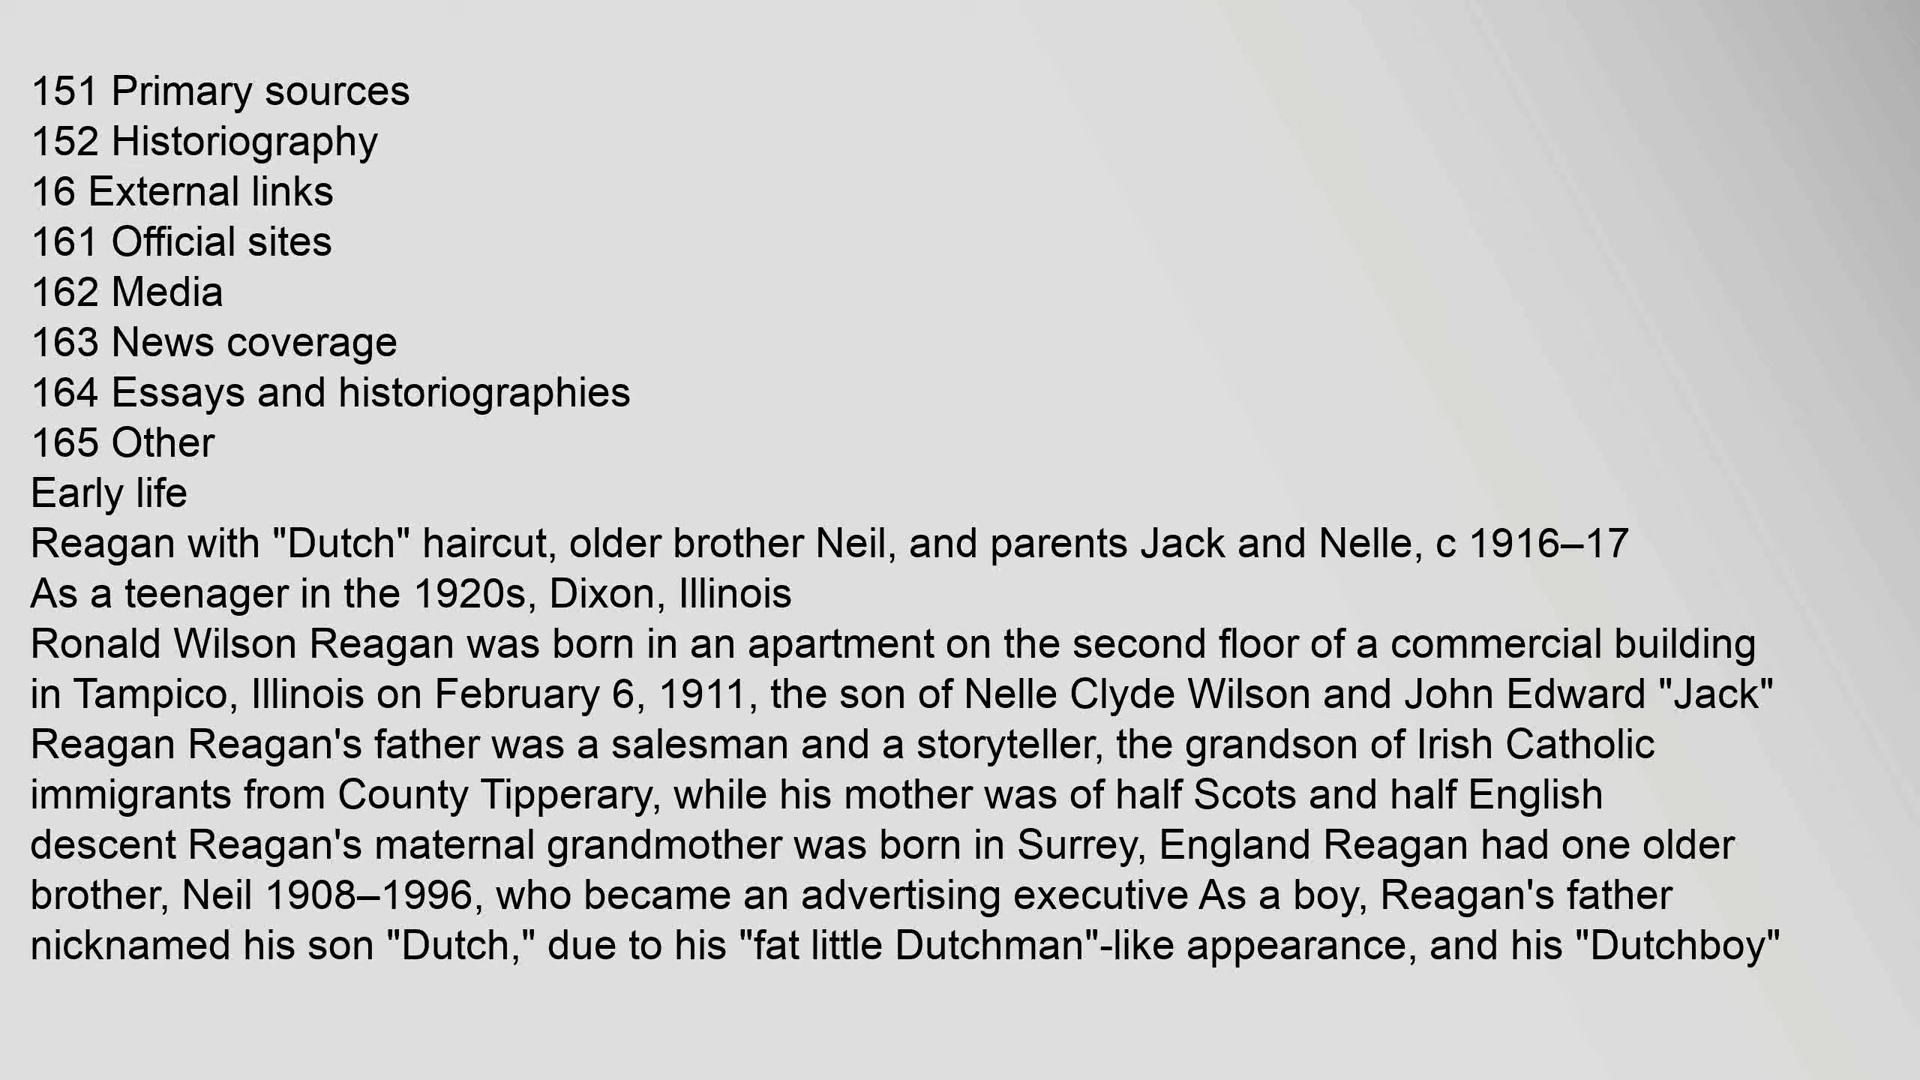 151 Primary sources
152 Historiography
16 External links
161 Official sites
162 Media
163 News coverage
164 Essays and historiographies
165 Other
Early life
Reagan with "Dutch" haircut, older brother Neil, and parents Jack and Nelle, c 1916–17
As a teenager in the 1920s, Dixon, Illinois
Ronald Wilson Reagan was born in an apartment on the second floor of a commercial building
in Tampico, Illinois on February 6, 1911, the son of Nelle Clyde Wilson and John Edward "Jack"
Reagan Reagan's father was a salesman and a storyteller, the grandson of Irish Catholic
immigrants from County Tipperary, while his mother was of half Scots and half English
descent Reagan's maternal grandmother was born in Surrey, England Reagan had one older
brother, Neil 1908–1996, who became an advertising executive As a boy, Reagan's father
nicknamed his son "Dutch," due to his "fat little Dutchman"-like appearance, and his "Dutchboy"